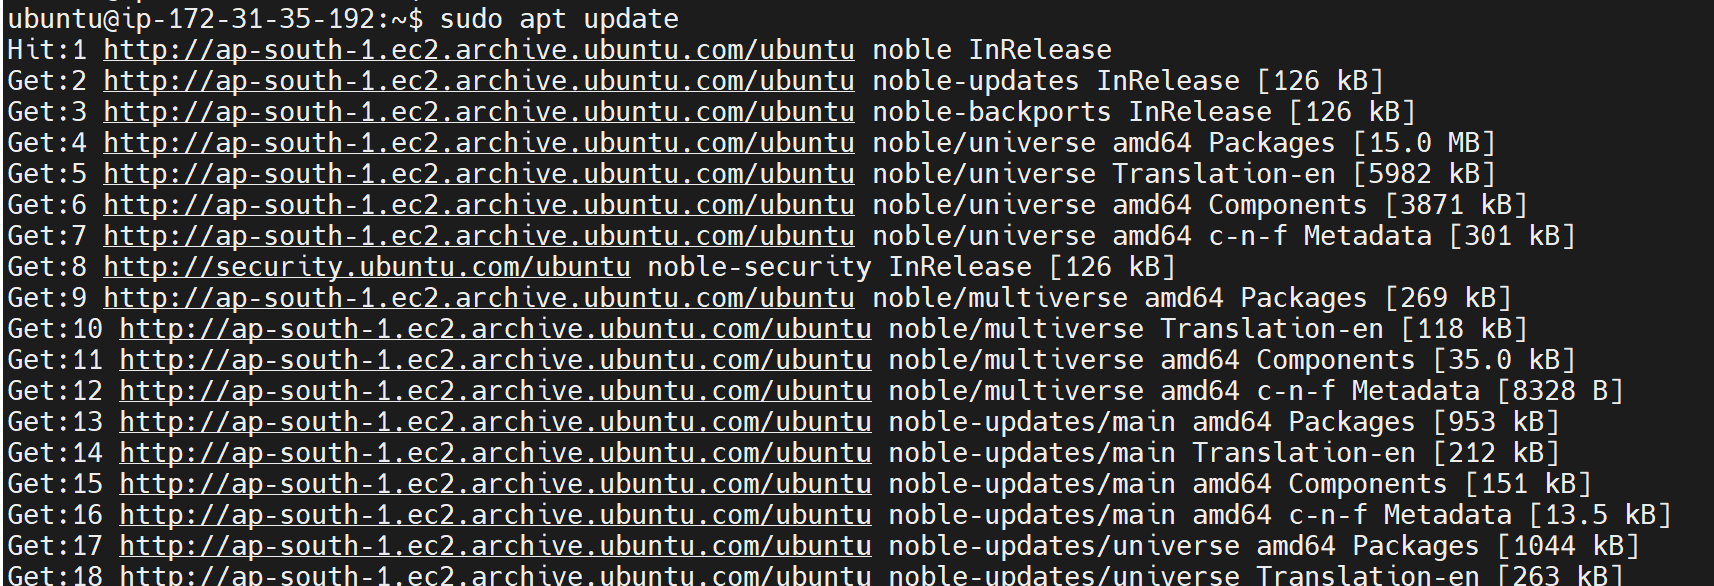 ubuntu@ip-172-31-35-192:~$ sudo apt update
Hit:1 http://ap-south-1.ec2.archive.ubuntu.com/ubuntu noble InRelease
Get:2 http://ap-south-1.ec2.archive.ubuntu.com/ubuntu noble-updates InRelease [126 kB]
Get:3 http://ap-south-1.ec2.archive.ubuntu.com/ubuntu noble-backports InRelease [126 kB]
Get:4 http://ap-south-1.ec2.archive.ubuntu.com/ubuntu noble/universe amd64 Packages [15.0 MB]
Get:5 http://ap-south-1.ec2.archive.ubuntu.com/ubuntu noble/universe Translation-en [5982 kB]
Get:6 http://ap-south-1.ec2.archive.ubuntu.com/ubuntu noble/universe amd64 Components [3871 kB]
Get:7 http://ap-south-1.ec2.archive.ubuntu.com/ubuntu noble/universe amd64 c-n-f Metadata [301 kB]
Get:8 http://security.ubuntu.com/ubuntu noble-security InRelease [126 kB]
Get:9 http://ap-south-1.ec2.archive.ubuntu.com/ubuntu noble/multiverse amd64 Packages [269 kB]
Get:10 http://ap-south-1.ec2.archive.ubuntu.com/ubuntu noble/multiverse Translation-en [118 kB]
Get:11 http://ap-south-1.ec2.archive.ubuntu.com/ubuntu noble/multiverse amd64 Components [35.0 kB]
Get:12 http://ap-south-1.ec2.archive.ubuntu.com/ubuntu noble/multiverse amd64 c-n-f Metadata [8328 B]
Get:13 http://ap-south-1.ec2.archive.ubuntu.com/ubuntu noble-updates/main amd64 Packages [953 kB]
Get:14 http://ap-south-1.ec2.archive.ubuntu.com/ubuntu noble-updates/main Translation-en [212 kB]
Get:15 http://ap-south-1.ec2.archive.ubuntu.com/ubuntu noble-updates/main amd64 Components [151 kB]
Get:16 http://ap-south-1.ec2.archive.ubuntu.com/ubuntu noble-updates/main amd64 c-n-f Metadata [13.5 kB]
Get:17 http://ap-south-1.ec2.archive.ubuntu.com/ubuntu noble-updates/universe amd64 Packages [1044 kB]
Get:18 http://ap-south-1.ec2.archive.ubuntu.com/ubuntu noble-updates/universe Translation-en [263 kB]